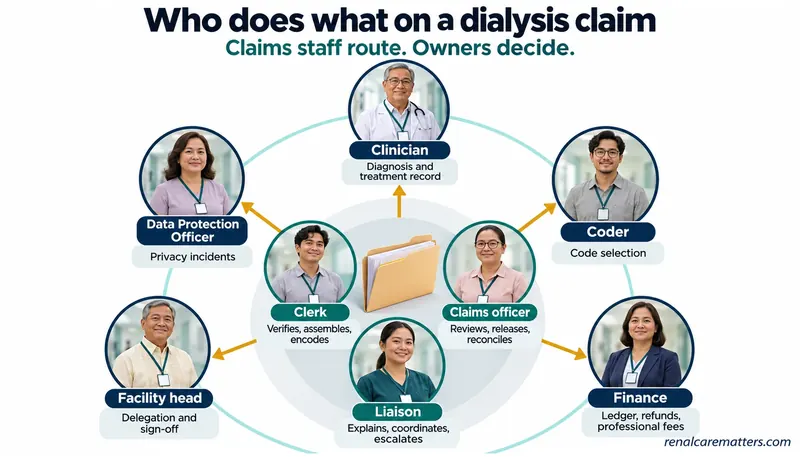 Who does what on a dialysis claim
Claims staff route. Owners decide.
Clinician
Diagnosis and
treatment record
Data Protection
Officer
Privacy incidents
Coder
Code selection
Clerk
Verifies, assembles,
encodes
Claims officer
Reviews, releases,
reconciles
Liaison
Explains, coordinates,
escalates
Facility head
Delegation and
sign-off
Finance
Ledger, refunds,
professional fees
renalcarematters.com